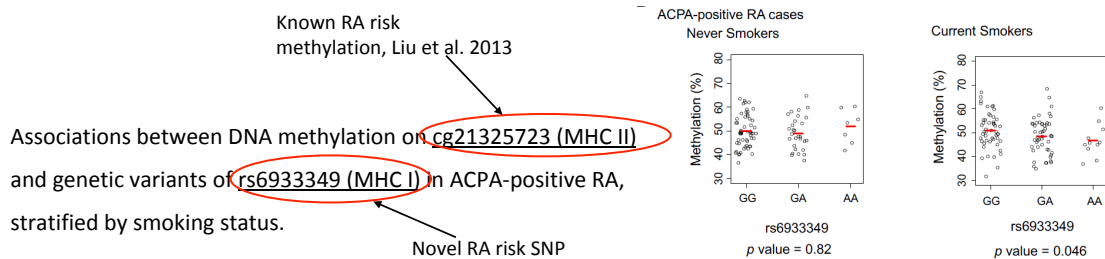 Known RA risk
methylation, Liu et al. 2013
Associations between DNA methylation on cg21325723 (MHC II)
and genetic variants of rs6933349 (MHC I) in ACPA-positive RA,
stratified by smoking status.
Novel RA risk SNP
ACPA-positive RA cases
Never Smokers
Methylation (%)
80
70
60
50
40
30
GG GA AA
rs6933349
p value = 0.82
Current Smokers
Methylation (%)
80
70
60
50
40
30
GG GA AA
rs6933349
p value = 0.046